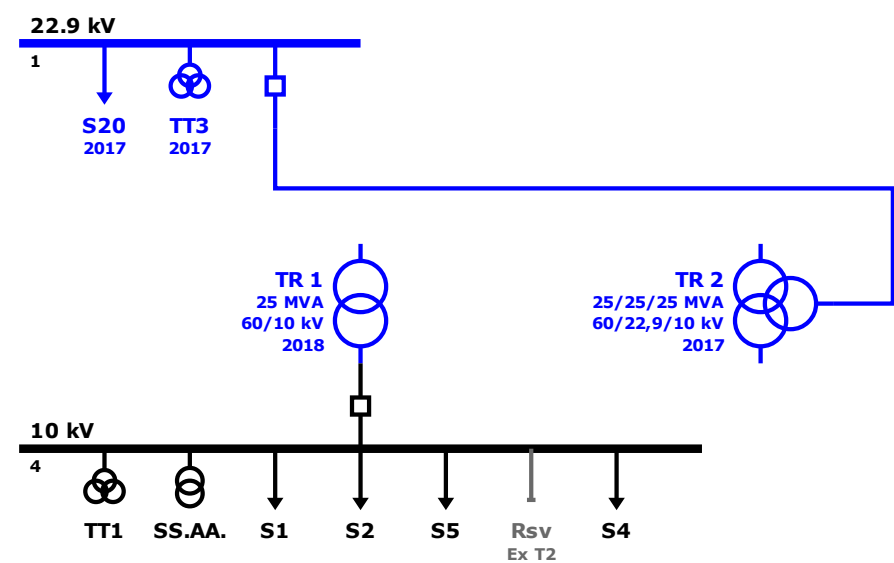 22.9 kV
1
S20
2017
TT3
2017
TR 1
25 MVA
60/10 kV
2018
TR 2
25/25/25 MVA
60/22,9/10 kV
2017
10 kV
4
TT1
SS.AA.
S1
S2
S5
Rsv
Ex T2
S4